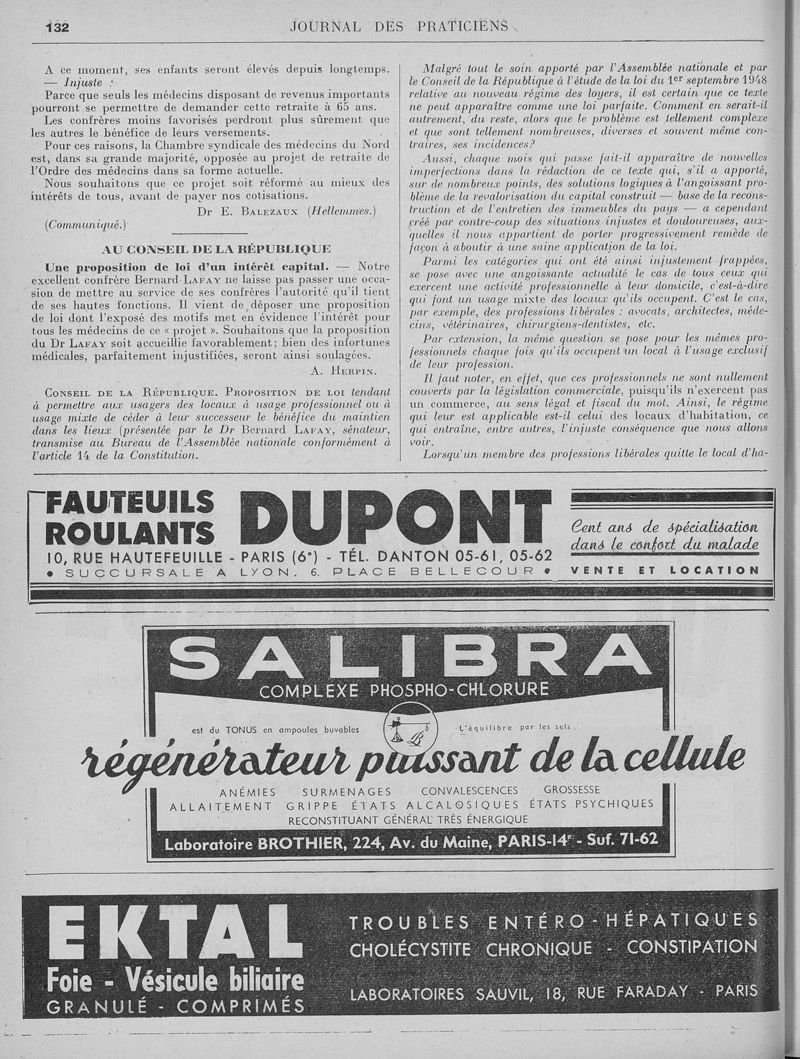 132
JOURNAL DES PRATICIENS
A ce moment, ses enfants seront élevés depuis longtemps.
— Injuste :
Parce que seuls les médecins disposant de revenus importants
pourront se permettre de demander cette retraite à 65 ans.
Les confrères moins favorisés perdront plus sûrement que
les autres le bénéfice de leurs versements.
Pour ces raisons, la Chambre syndicale des médecins du Nord
est, dans sa grande majorité, opposée au projet de retraite de
l'Ordre des médecins dans sa forme actuelle.
Nous souhaitons que ce projet soit réformé au mieux des
intérêts de tous, avant de payer nos cotisations.
Dr E. BALEZAUX (Hellemmes.)
(Communiqué.)
AU CONSEIL DE LA RÉPUBLIQUE
Une proposition de loi d'un intérêt capital. — Notre
excellent confrère Bernard LAFAY ne laisse pas passer une occa-
sion de mettre au service de ses confrères l'autorité qu'il tient
de ses hautes fonctions. Il vient de déposer une proposition
de loi dont l'exposé des motifs met en évidence l'intérêt pour
tous les médecins de ce « projet ». Souhaitons que la proposition
du Dr LAFAY soit accueillie favorablement; bien des infortunes
médicales, parfaitement injustifiées, seront ainsi soulagées.
A. HERPIN.
CONSEIL DE LA RÉPUBLIQUE. PROPOSITION DE LOI tendant
à permettre aux usagers des locaux à usage professionnel ou à
usage mixte de céder à leur successeur le bénéfice du maintien
dans les lieux (présentée par le Dr Bernard LAFAY, sénateur,
transmise au Bureau de l'Assemblée nationale conformément à
l'article 14 de la Constitution.
Malgré tout le soin apporté par l'Assemblée nationale et par
le Conseil de la République à l'étude de la loi du 1er septembre 1948
relative au nouveau régime des loyers, il est certain que ce texte
ne peut apparaître comme une loi parfaite. Comment en serait-il
autrement, du reste, alors que le problème est tellement complexe
et que sont tellement nombreuses, diverses et souvent même con-
traires, ses incidences?
Aussi, chaque mois qui passe fait-il apparaître de nouvelles
imperfections dans la rédaction de ce texte qui, s'il a apporté,
sur de nombreux points, des solutions logiques à l'angoissant pro-
blème de la revalorisation du capital construit — base de la recons-
truction et de l'entretien des immeubles du pays — a cependant
créé par contre-coup des situations injustes et douloureuses, aux-
quelles il nous appartient de porter progressivement remède de
façon à aboutir à une saine application de la loi.
Parmi les catégories qui ont été ainsi injustement frappées,
se pose avec une angoissante actualité le cas de tous ceux qui
exercent une activité professionnelle à leur domicile, c'est-à-dire
qui font un usage mixte des locaux qu'ils occupent. C'est le cas,
par exemple, des professions libérales : avocats, architectes, méde-
cins, vétérinaires, chirurgiens-dentistes, etc.
Par extension, la même question se pose pour les mêmes pro-
fessionnels chaque fois qu'ils occupent un local à l'usage exclusif
de leur profession.
Il faut noter, en effet, que ces professionnels ne sont nullement
couverts par la législation commerciale, puisqu'ils n'exercent pas
un commerce, au sens légal et fiscal du mot. Ainsi, le régime
qui leur est applicable est-il celui des locaux d'habitation, ce
qui entraîne, entre autres, l'injuste conséquence que nous allons
voir.
Lorsqu'un membre des professions libérales quitte le local d'ha-
FAUTEUILS
ROULANTS
DUPONT
Cent ans de spécialisation
dans le confort du malade
10, RUE HAUTEFEUILLE - PARIS (6e) - TÉL. DANTON 05-61, 05-62
• SUCCURSALE A LYON, 6, PLACE BELLECOUR •
VENTE ET LOCATION
SALIBRA
COMPLEXE PHOSPHO-CHLORURE
est du TONUS en ampoules buvables
L'équilibre par les sels
régénérateur puissant de la cellule
ANÉMIES SURMENAGES CONVALESCENCES GROSSESSE
ALLAITEMENT GRIPPE ÉTATS ALCALOSIQUES ÉTATS PSYCHIQUES
RECONSTITUANT GÉNÉRAL TRÈS ÉNERGIQUE
Laboratoire BROTHIER, 224, Av. du Maine, PARIS-14e - Suf. 71-62
EKTAL
Foie - Vésicule biliaire
GRANULÉ - COMPRIMÉS
TROUBLES ENTÉRO-HÉPATIQUES
CHOLÉCYSTITE CHRONIQUE - CONSTIPATION
LABORATOIRES SAUVIL, 18, RUE FARADAY - PARIS